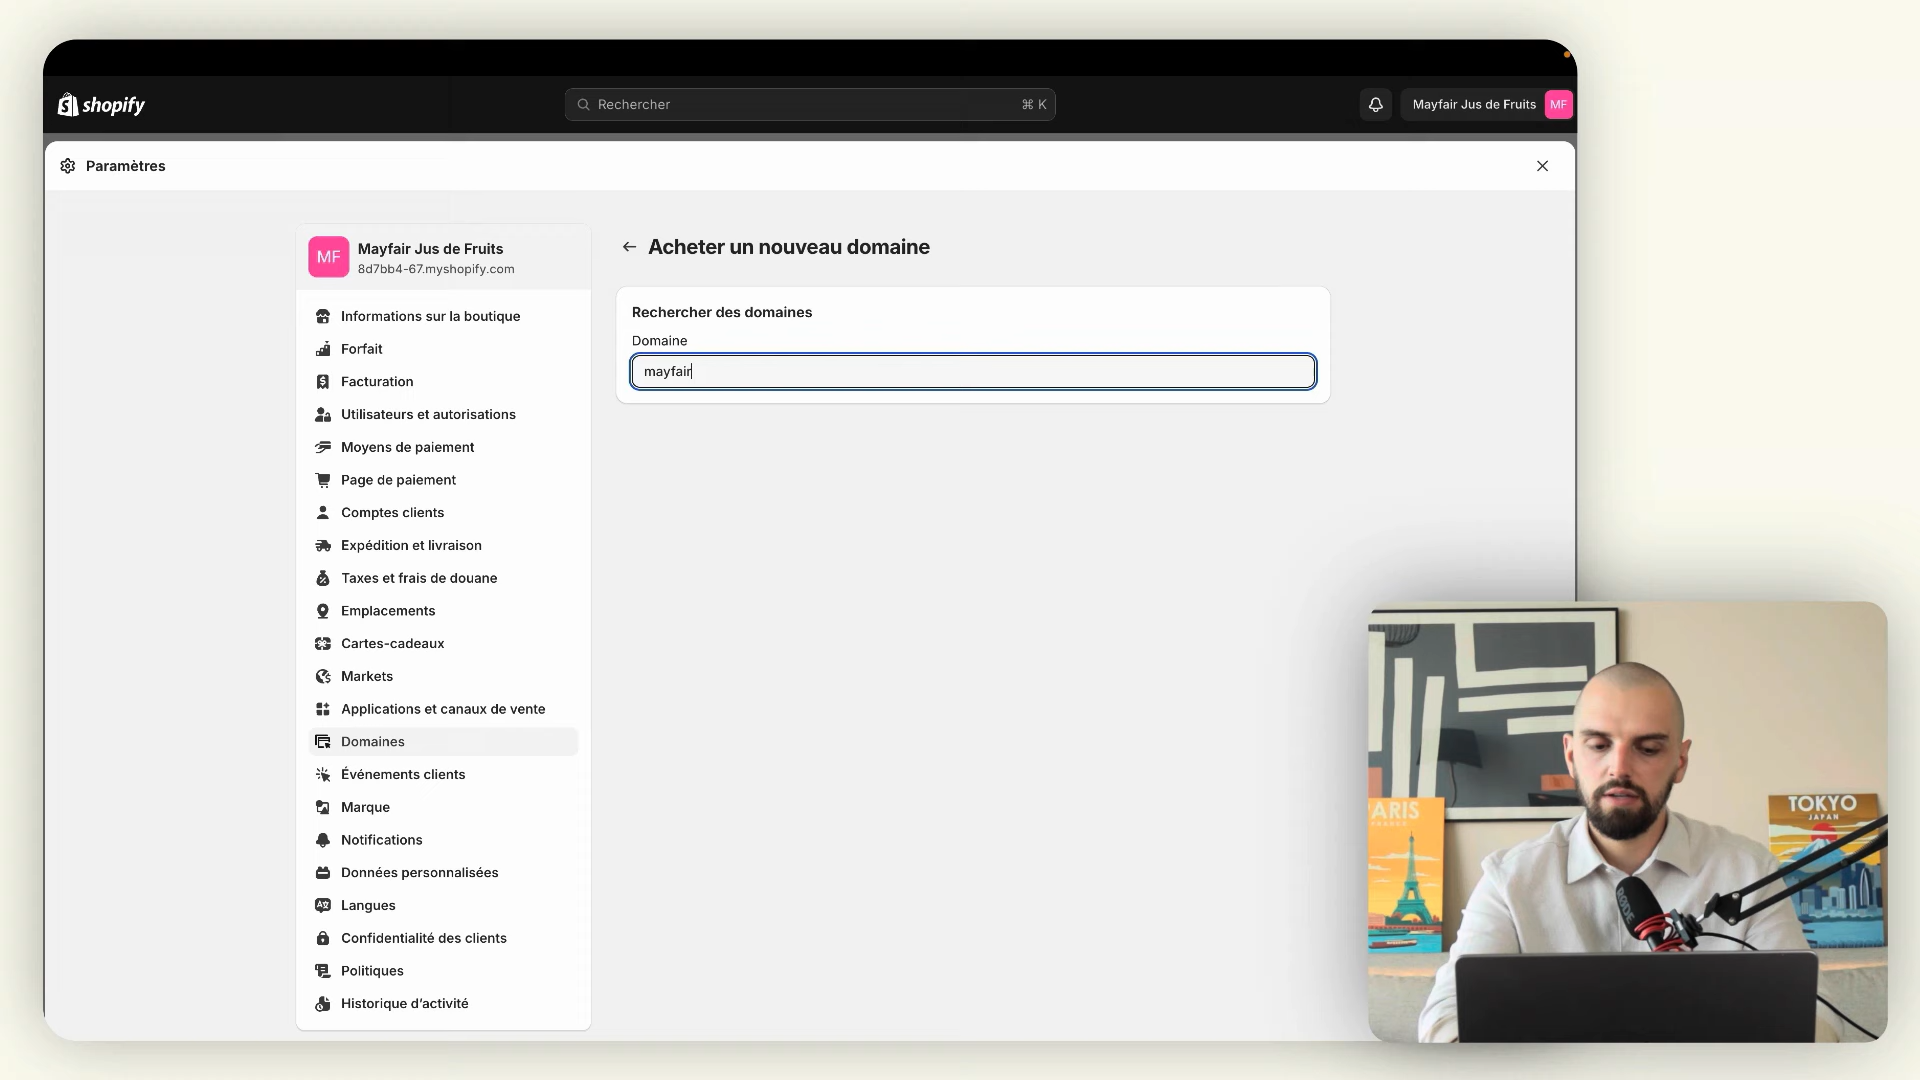 shopify
Rechercher
⌘ K
Mayfair Jus de Fruits
MF
Paramètres
MF
Mayfair Jus de Fruits
8d7bb4-67.myshopify.com
Informations sur la boutique
Forfait
Facturation
Utilisateurs et autorisations
Moyens de paiement
Page de paiement
Comptes clients
Expédition et livraison
Taxes et frais de douane
Emplacements
Cartes-cadeaux
Markets
Applications et canaux de vente
Domaines
Événements clients
Marque
Notifications
Données personnalisées
Langues
Confidentialité des clients
Politiques
Historique d’activité
Acheter un nouveau domaine
Rechercher des domaines
Domaine
mayfair
ARIS
FRANCE
TOKYO
JAPAN
RØDE